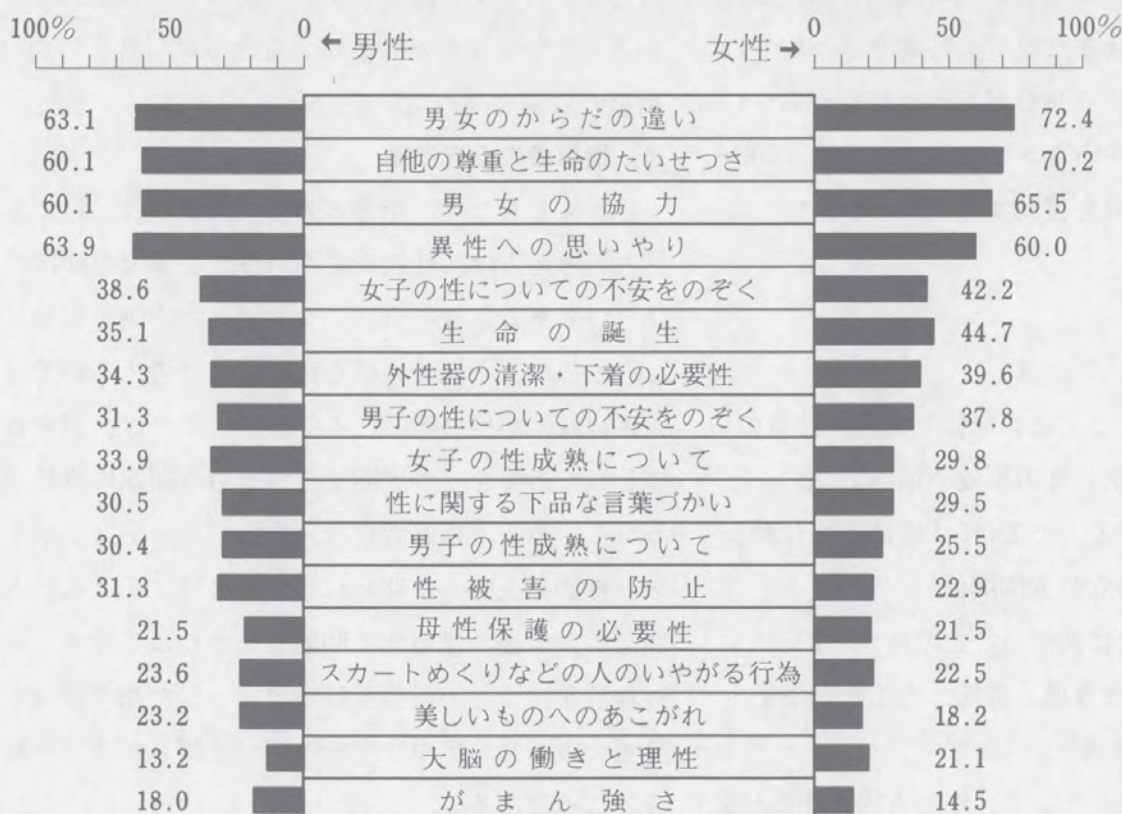 100% 50 0 ←男性 女性→ 0 50 100%
63.1 男女のからだの違い 72.4
60.1 自他の尊重と生命のたいせつさ 70.2
60.1 男女の協力 65.5
63.9 異性への思いやり 60.0
38.6 女子の性についての不安をのぞく 42.2
35.1 生命の誕生 44.7
34.3 外性器の清潔、下着の必要性 39.6
31.3 男子の性についての不安をのぞく 37.8
33.9 女子の性成熟について 29.8
30.5 性に関する下品な言葉づかい 29.5
30.4 男子の性成熟について 25.5
31.3 性被害の防止 22.9
21.5 母性保護の必要性 21.5
23.6 スカートめくりなどの人のいやがる行為 22.5
23.2 美しいものへのあこがれ 18.2
13.2 大脳の働きと理性 21.1
18.0 がまん強さ 14.5